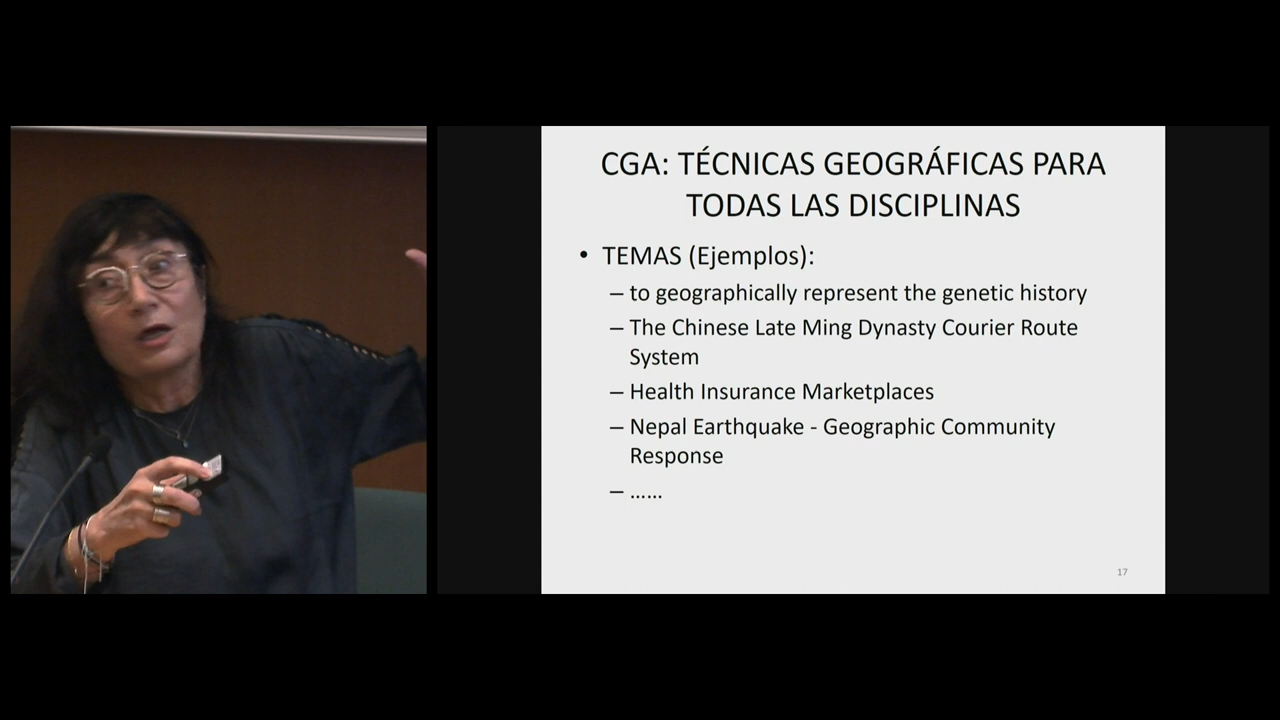 CGA: TÉCNICAS GEOGRÁFICAS PARA
TODAS LAS DISCIPLINAS
• TEMAS (Ejemplos):
– to geographically represent the genetic history
– The Chinese Late Ming Dynasty Courier Route
System
– Health Insurance Marketplaces
– Nepal Earthquake - Geographic Community
Response
– ……
17